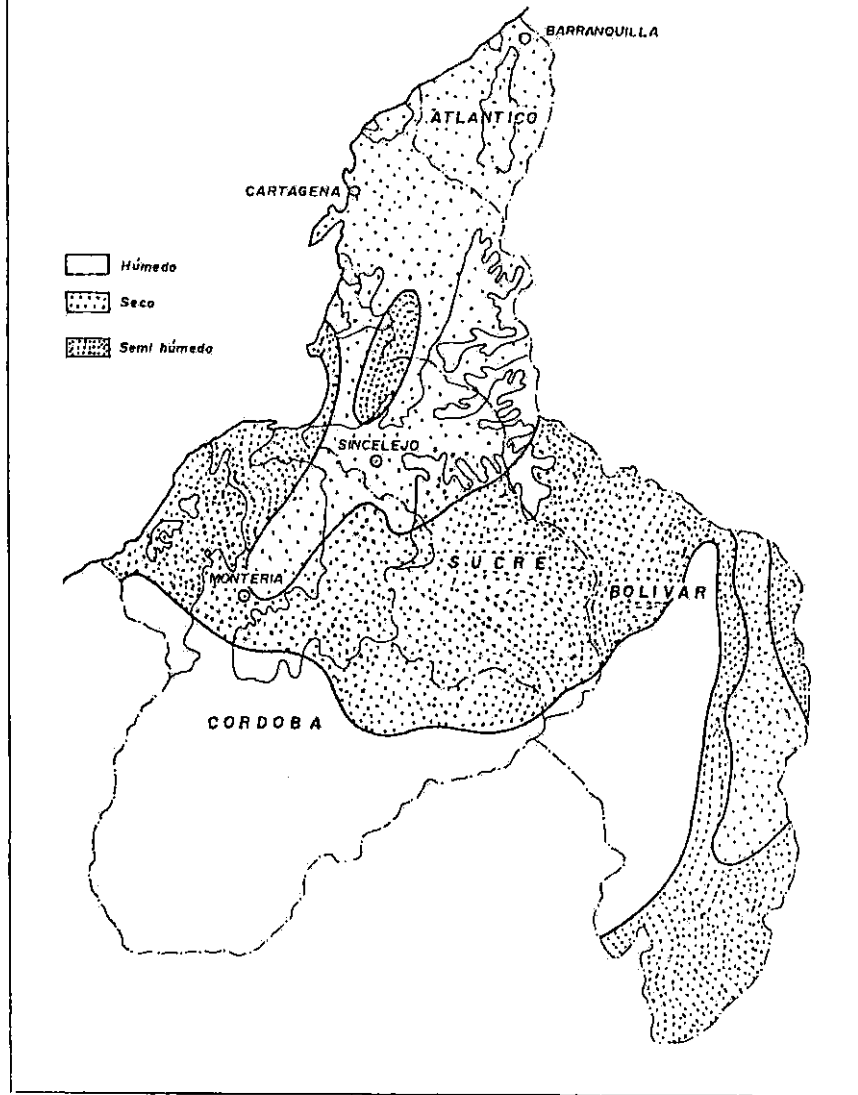 BARRANQUILLA
ATLANTICO
CARTAGENA
Húmedo
Seco
Semi húmedo
SINCELEJO
SUCRE
MONTERIA
BOLIVAR
CORDOBA